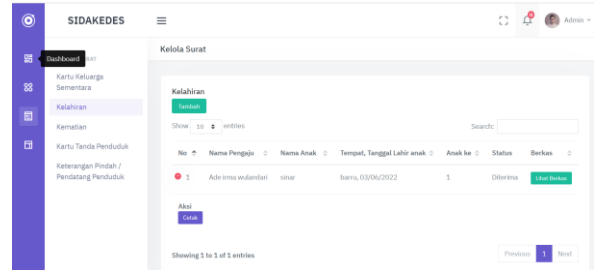 SIDAKEDES
Admin
Dashboard
Kelola Surat
Kartu Keluarga
Sementara
Kelahiran
Kematian
Kartu Tanda Penduduk
Keterangan Pindah /
Pendatang Penduduk
Kelahiran
Tambah
Show 10 entries
Search:
No Nama Pengaju Nama Anak Tempat, Tanggal Lahir anak Anak ke Status Berkas
1 Ade irma wulandari sinar barru, 03/06/2022 1 Diterima Lihat Berkas
Aksi
Cetak
Showing 1 to 1 of 1 entries
Previous 1 Next